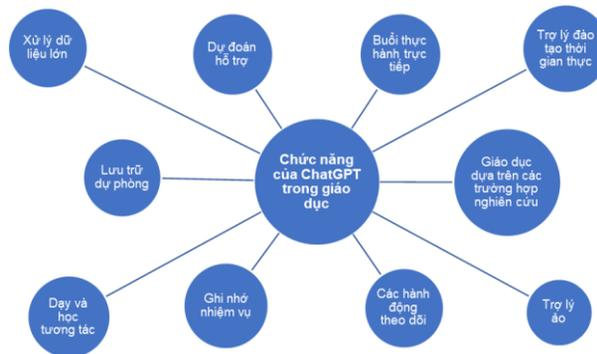 Xử lý dữ
liệu lớn
Dự đoán
hỗ trợ
Buổi thực
hành trực
tiếp
Trợ lý đào
tạo thời
gian thực
Lưu trữ
dự phòng
Chức năng
của ChatGPT
trong giáo
dục
Giáo dục
dựa trên các
trường hợp
nghiên cứu
Dạy và
học
tương tác
Ghi nhớ
nhiệm vụ
Các hành
động
theo dõi
Trợ lý
ảo